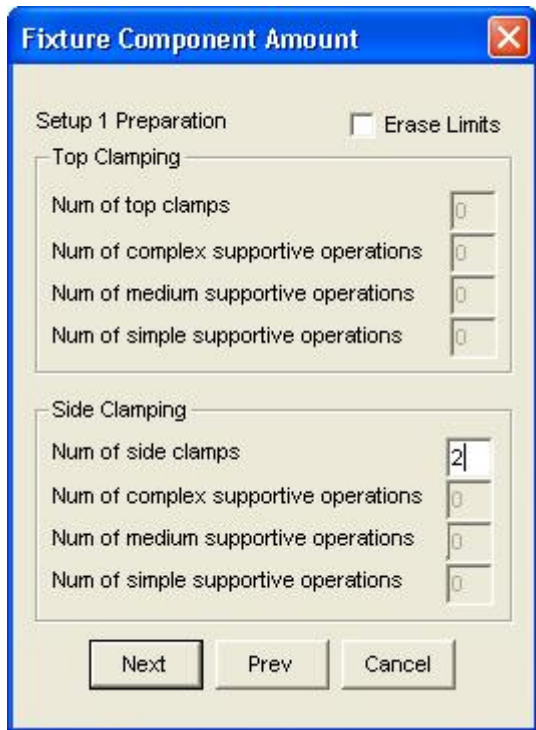 Fixture Component Amount
Setup 1 Preparation Erase Limits
Top Clamping
Num of top clamps 0
Num of complex supportive operations 0
Num of medium supportive operations 0
Num of simple supportive operations 0
Side Clamping
Num of side clamps 2
Num of complex supportive operations 0
Num of medium supportive operations 0
Num of simple supportive operations 0
Next Prev Cancel